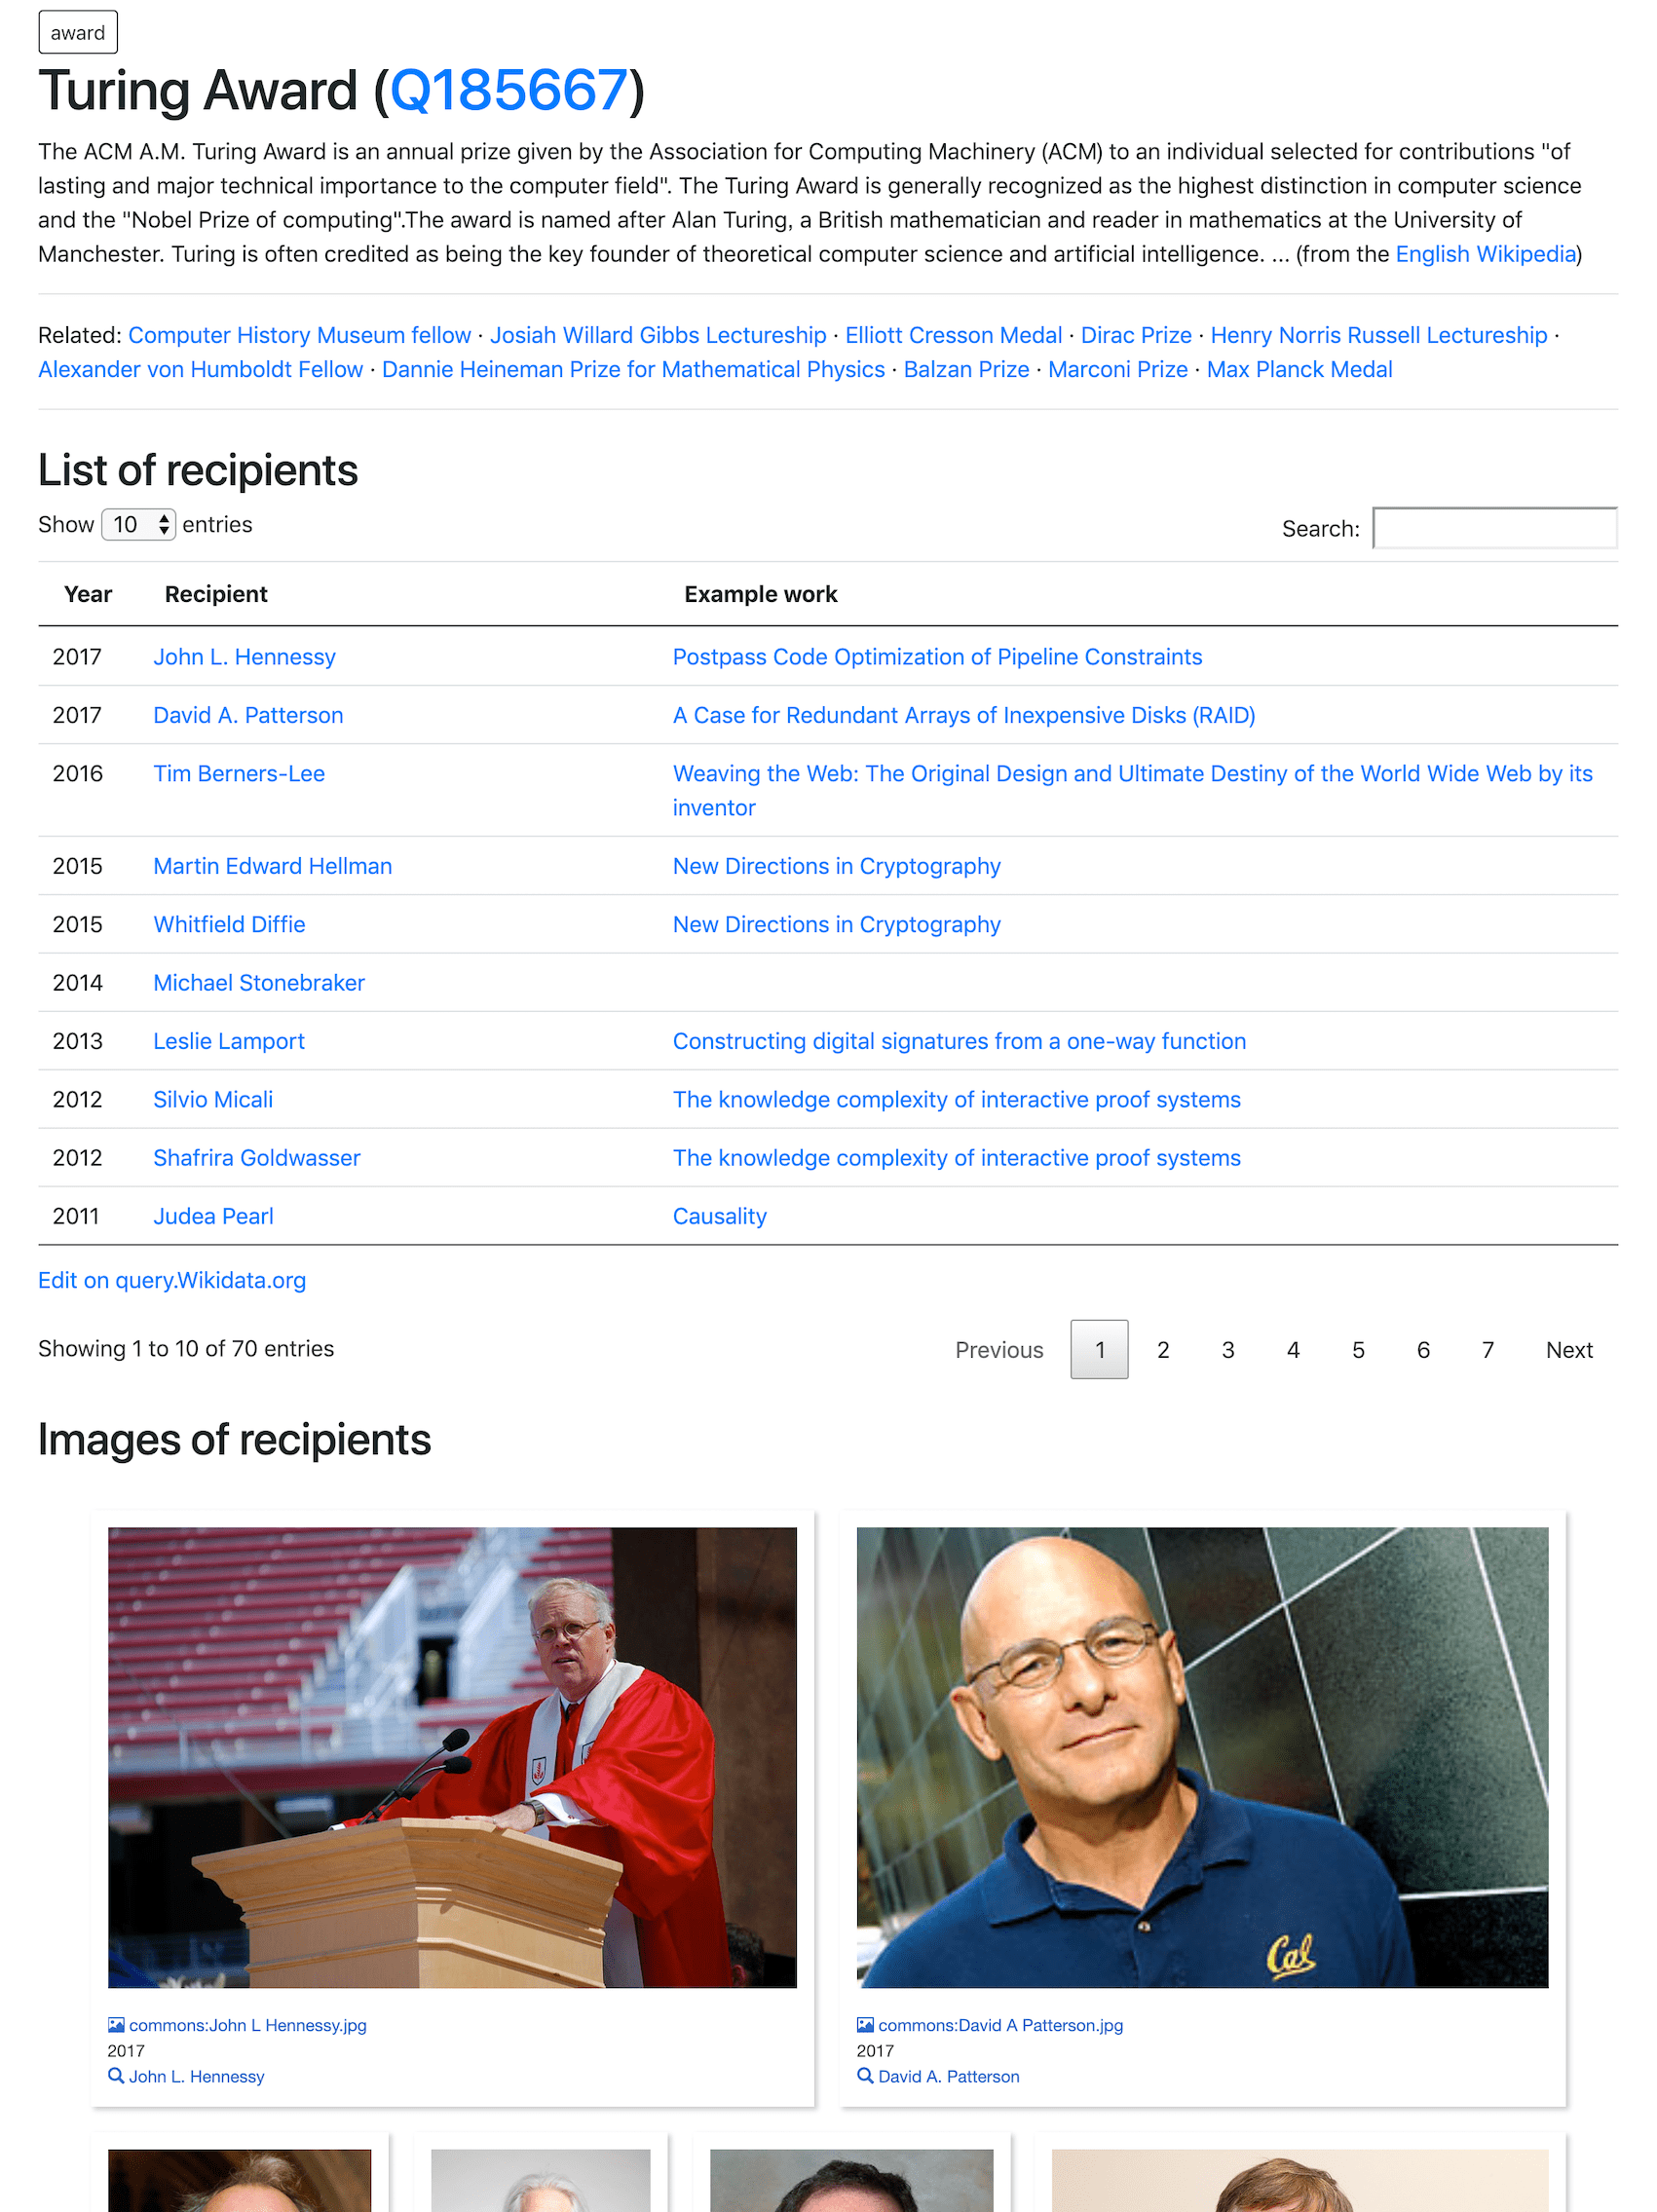 award
Turing Award (Q185667)
The ACM A.M. Turing Award is an annual prize given by the Association for Computing Machinery (ACM) to an individual selected for contributions "of
lasting and major technical importance to the computer field". The Turing Award is generally recognized as the highest distinction in computer science
and the "Nobel Prize of computing".The award is named after Alan Turing, a British mathematician and reader in mathematics at the University of
Manchester. Turing is often credited as being the key founder of theoretical computer science and artificial intelligence. ... (from the English Wikipedia)
Related: Computer History Museum fellow · Josiah Willard Gibbs Lectureship · Elliott Cresson Medal · Dirac Prize · Henry Norris Russell Lectureship ·
Alexander von Humboldt Fellow · Dannie Heineman Prize for Mathematical Physics · Balzan Prize · Marconi Prize · Max Planck Medal
List of recipients
Show 10 entries Search:
Year Recipient Example work
2017 John L. Hennessy Postpass Code Optimization of Pipeline Constraints
2017 David A. Patterson A Case for Redundant Arrays of Inexpensive Disks (RAID)
2016 Tim Berners-Lee Weaving the Web: The Original Design and Ultimate Destiny of the World Wide Web by its
inventor
2015 Martin Edward Hellman New Directions in Cryptography
2015 Whitfield Diffie New Directions in Cryptography
2014 Michael Stonebraker
2013 Leslie Lamport Constructing digital signatures from a one-way function
2012 Silvio Micali The knowledge complexity of interactive proof systems
2012 Shafrira Goldwasser The knowledge complexity of interactive proof systems
2011 Judea Pearl Causality
Edit on query.Wikidata.org
Showing 1 to 10 of 70 entries Previous 1 2 3 4 5 6 7 Next
Images of recipients
Cal
commons:John L Hennessy.jpg
2017
John L. Hennessy
commons:David A Patterson.jpg
2017
David A. Patterson